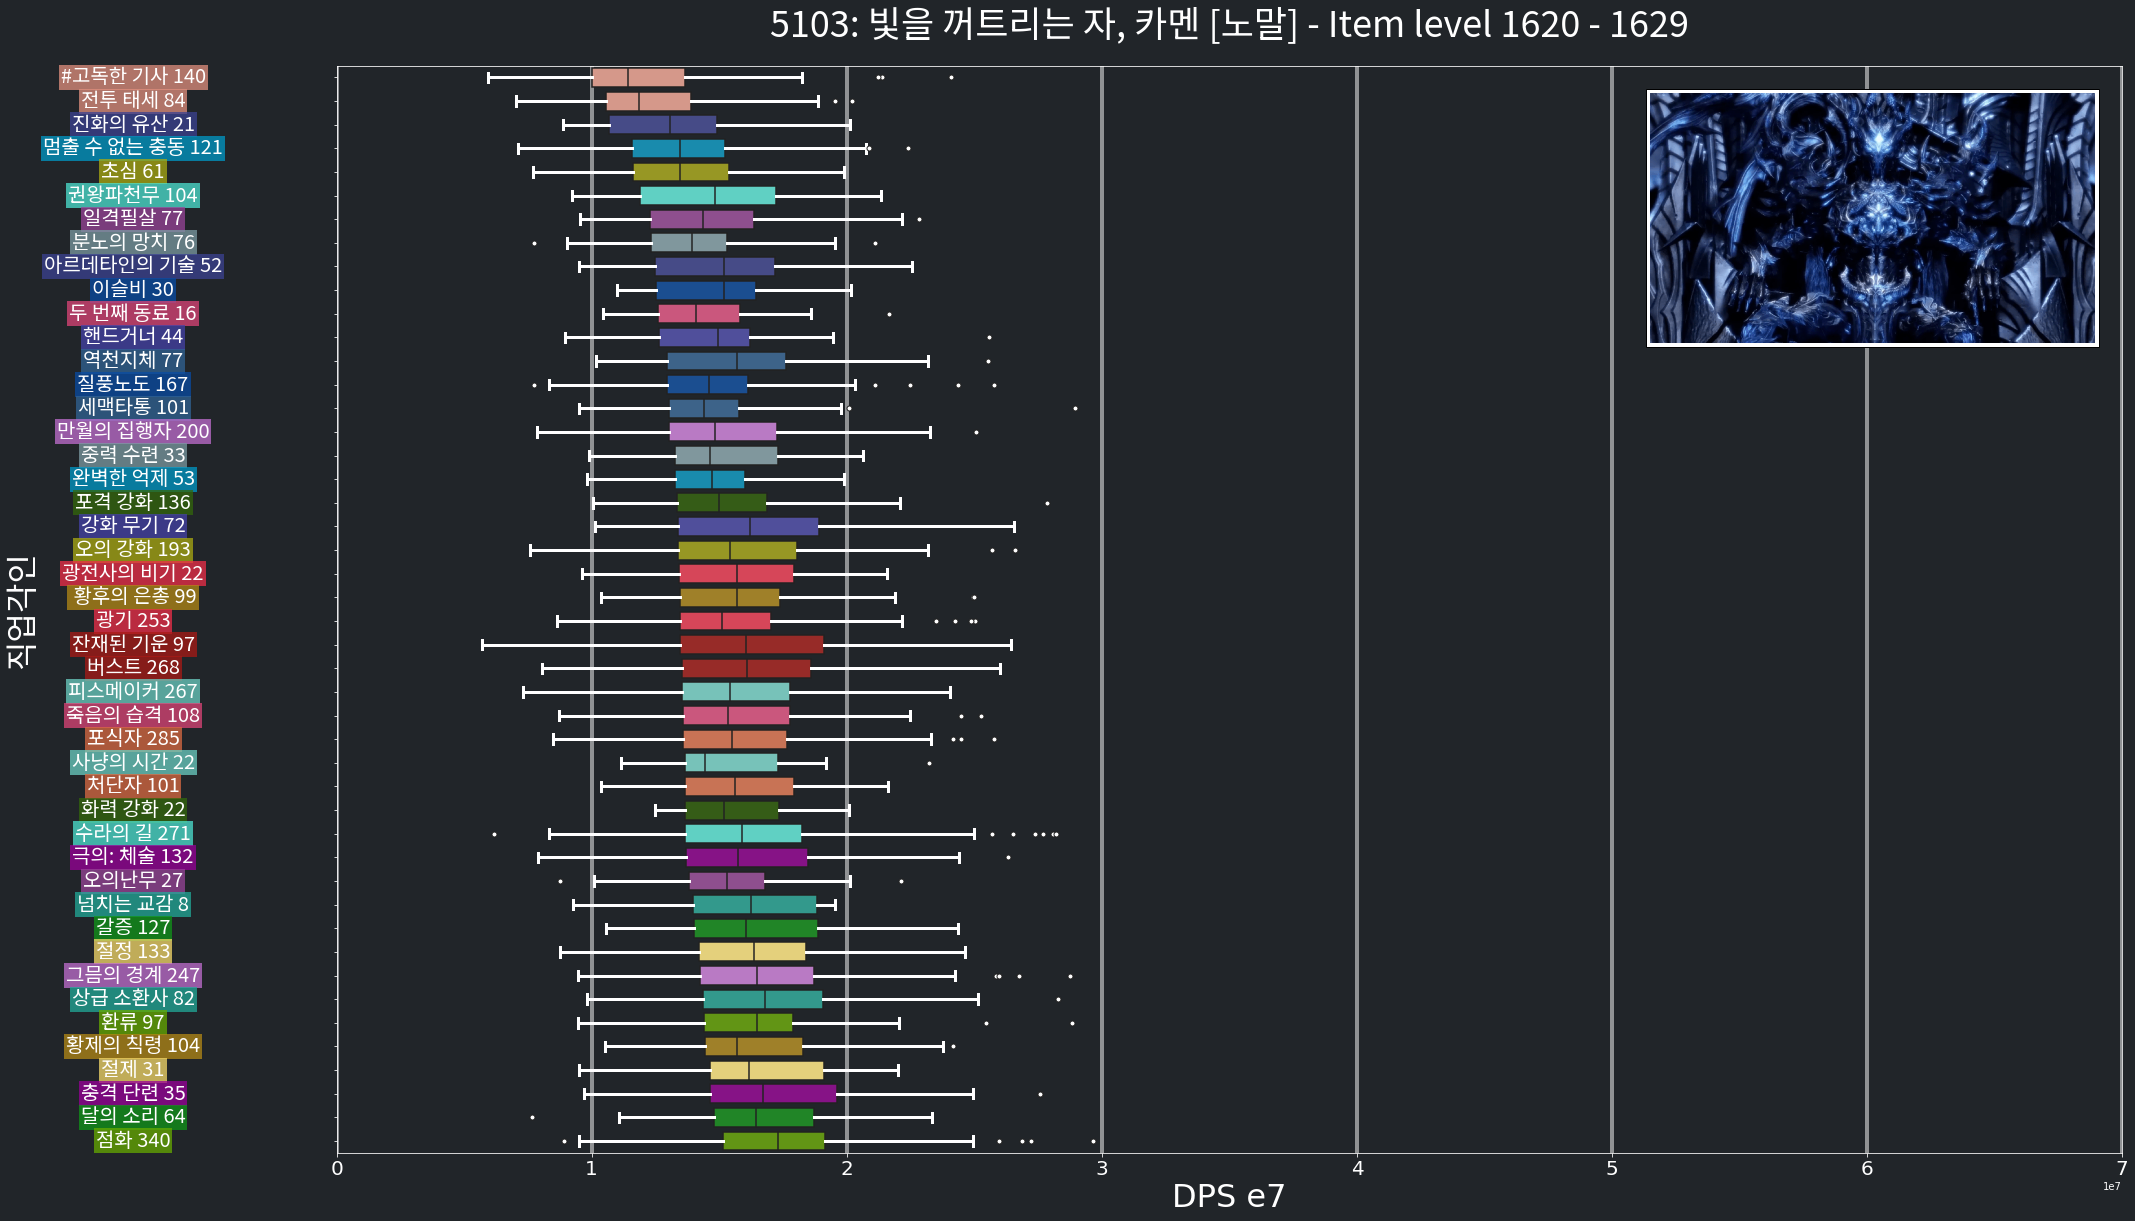 5103: 빛을 꺼트리는 자, 카멘 [노말] - Item level 1620 - 1629
직업각인
#고독한 기사 140
전투 태세 84
진화의 유산 21
멈출 수 없는 충동 121
초심 61
권왕파천무 104
일격필살 77
분노의 망치 76
아르데타인의 기술 52
이슬비 30
두 번째 동료 16
핸드거너 44
역천지체 77
질풍노도 167
세맥타통 101
만월의 집행자 200
중력 수련 33
완벽한 억제 53
포격 강화 136
강화 무기 72
오의 강화 193
광전사의 비기 22
황후의 은총 99
광기 253
잔재된 기운 97
버스트 268
피스메이커 267
죽음의 습격 108
포식자 285
사냥의 시간 22
처단자 101
화력 강화 22
수라의 길 271
극의: 체술 132
오의난무 27
넘치는 교감 8
갈증 127
절정 133
그믐의 경계 247
상급 소환사 82
환류 97
황제의 칙령 104
절제 31
충격 단련 35
달의 소리 64
점화 340
0 1 2 3 4 5 6 7
1e7
DPS e7